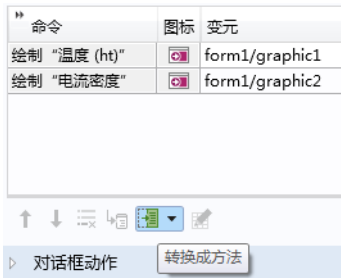 命令 图标 变元
绘制“温度 (ht)” form1/graphic1
绘制“电流密度” form1/graphic2
对话框动作
转换成方法